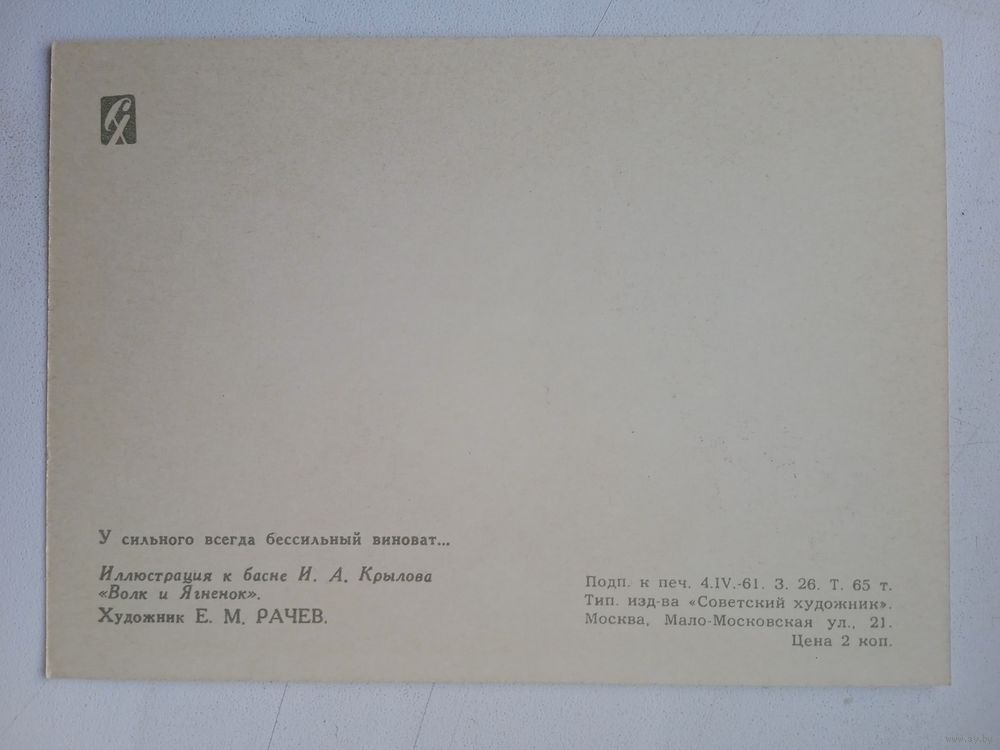 СХ
У сильного всегда бессильный виноват...
Иллюстрация к басне И. А. Крылова
«Волк и Ягненок».
Художник Е. М. РАЧЕВ.
Подп. к печ. 4.IV.-61. З. 26. Т. 65 т.
Тип. изд-ва «Советский художник».
Москва, Мало-Московская ул., 21.
Цена 2 коп.